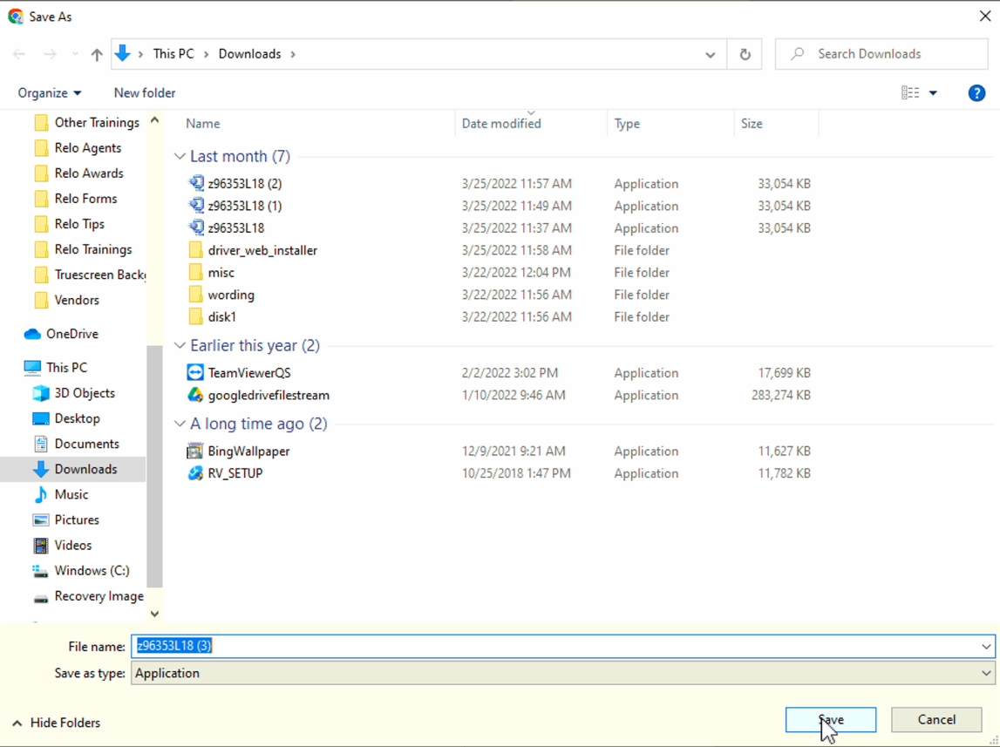 Save As
This PC > Downloads >
Search Downloads
Organize
New folder
?
Name Date modified Type Size
Other Trainings
Relo Agents
Relo Awards
Relo Forms
Relo Tips
Relo Trainings
Truescreen Back
Vendors
OneDrive
This PC
3D Objects
Desktop
Documents
Downloads
Music
Pictures
Videos
Windows (C:)
Recovery Image
Last month (7)
z96353L18 (2) 3/25/2022 11:57 AM Application 33,054 KB
z96353L18 (1) 3/25/2022 11:49 AM Application 33,054 KB
z96353L18 3/25/2022 11:37 AM Application 33,054 KB
driver_web_installer 3/25/2022 11:58 AM File folder
misc 3/22/2022 12:04 PM File folder
wording 3/22/2022 11:56 AM File folder
disk1 3/22/2022 11:56 AM File folder
Earlier this year (2)
TeamViewerQS 2/2/2022 3:02 PM Application 17,699 KB
googledrivefilestream 1/10/2022 9:46 AM Application 283,274 KB
A long time ago (2)
BingWallpaper 12/9/2021 9:21 AM Application 11,627 KB
RV_SETUP 10/25/2018 1:47 PM Application 11,782 KB
File name: z96353L18 (3)
Save as type: Application
Hide Folders
Save
Cancel